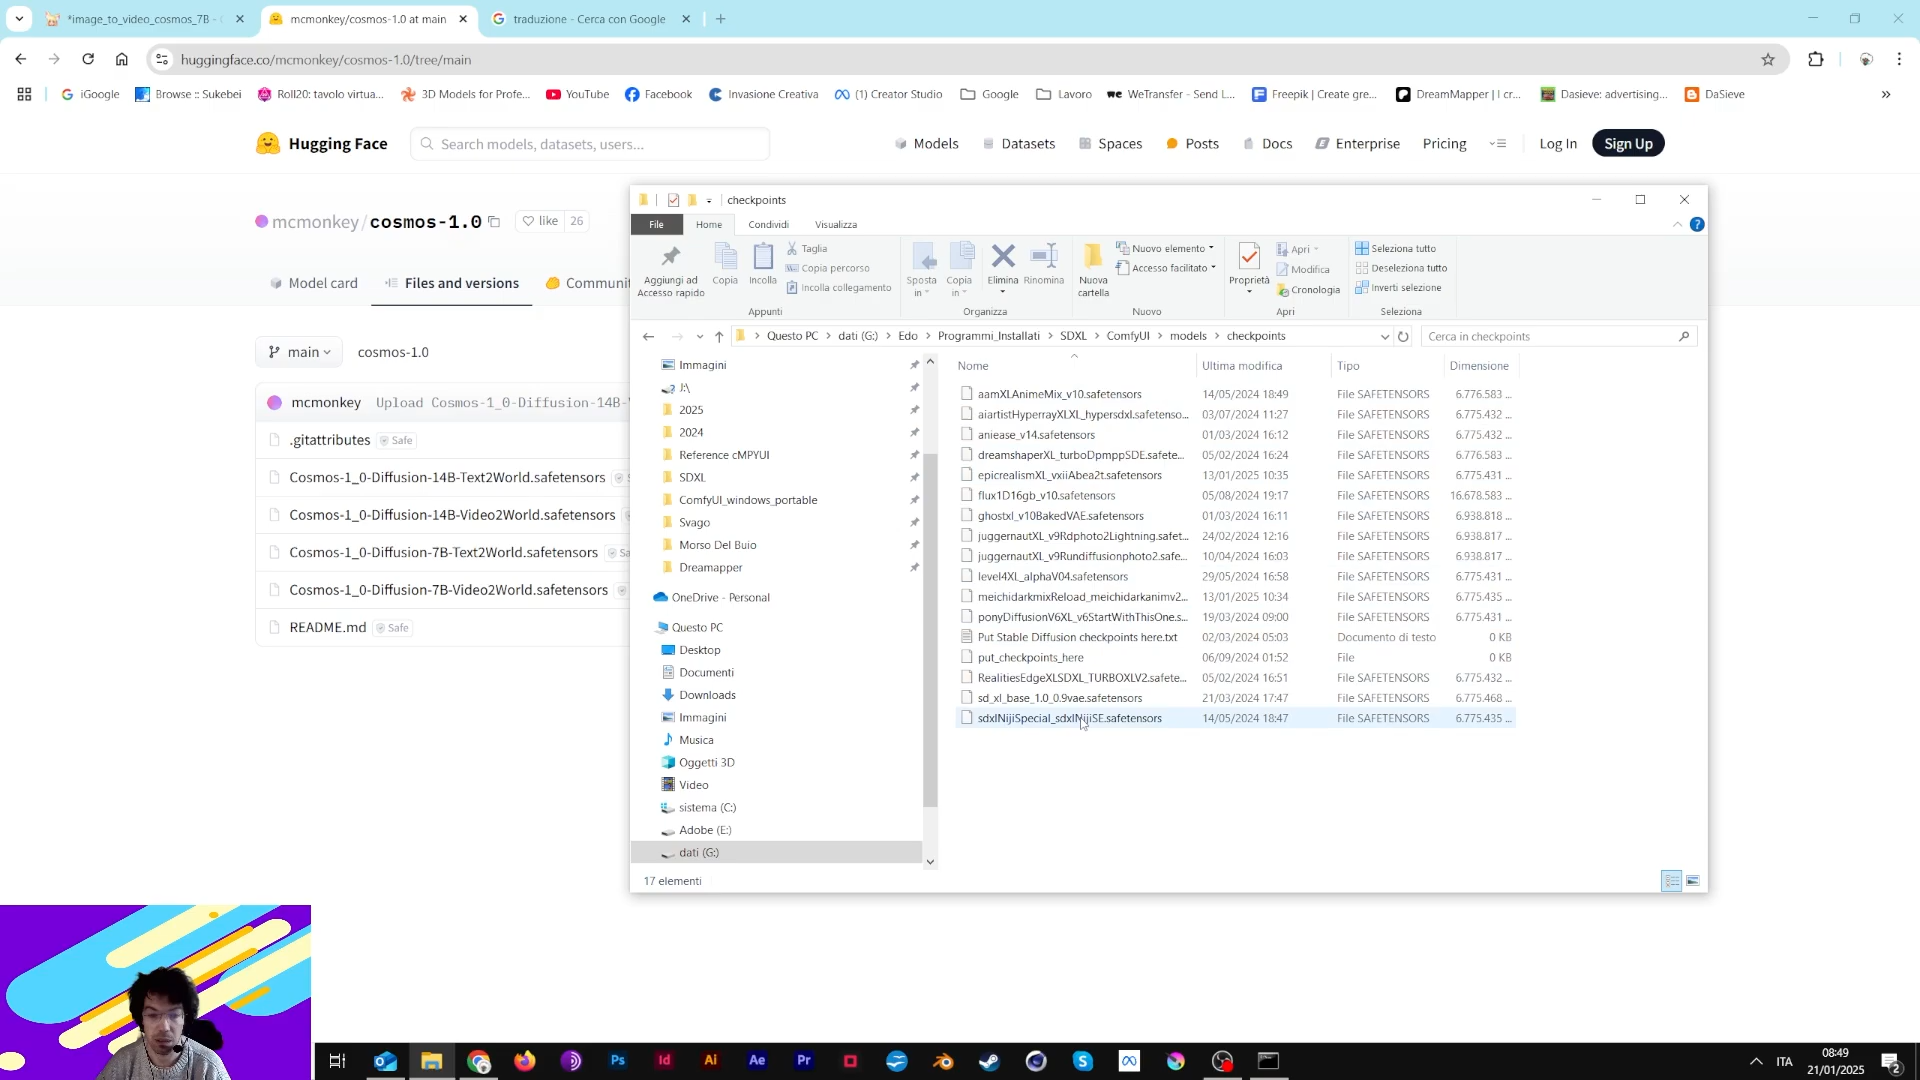 *image_to_video_cosmos_7B -
mcmonkey/cosmos-1.0 at main
traduzione - Cerca con Google
huggingface.co/mcmonkey/cosmos-1.0/tree/main
iGoogle
Browse :: Sukebei
Roll20: tavolo virtua...
3D Models for Profe...
YouTube
Facebook
Invasione Creativa
(1) Creator Studio
Google
Lavoro
WeTransfer - Send L...
Freepik | Create gre...
DreamMapper | I cr...
Dasieve: advertising...
DaSieve
Hugging Face
Search models, datasets, users...
Models
Datasets
Spaces
Posts
Docs
Enterprise
Pricing
Log In
Sign Up
mcmonkey/cosmos-1.0
like 26
Model card
Files and versions
Communit
main
cosmos-1.0
mcmonkey Upload Cosmos-1_0-Diffusion-14B-
.gitattributes Safe
Cosmos-1_0-Diffusion-14B-Text2World.safetensors
Cosmos-1_0-Diffusion-14B-Video2World.safetensors
Cosmos-1_0-Diffusion-7B-Text2World.safetensors Sa
Cosmos-1_0-Diffusion-7B-Video2World.safetensors
README.md Safe
checkpoints
File
Home
Condividi
Visualizza
Aggiungi ad
Accesso rapido
Copia
Incolla
Taglia
Copia percorso
Incolla collegamento
Appunti
Sposta
in
Copia
in
Elimina
Rinomina
Organizza
Nuova
cartella
Nuovo elemento
Accesso facilitato
Nuovo
Proprietà
Apri
Modifica
Cronologia
Apri
Seleziona tutto
Deseleziona tutto
Inverti selezione
Seleziona
Questo PC > dati (G:) > Edo > Programmi_Installati > SDXL > ComfyUI > models > checkpoints
Cerca in checkpoints
Immagini
J:\
2025
2024
Reference cMPYUI
SDXL
ComfyUI_windows_portable
Svago
Morso Del Buio
Dreamapper
OneDrive - Personal
Questo PC
Desktop
Documenti
Downloads
Immagini
Musica
Oggetti 3D
Video
sistema (C:)
Adobe (E:)
dati (G:)
Nome Ultima modifica Tipo Dimensione
aamXLAnimeMix_v10.safetensors 14/05/2024 18:49 File SAFETENSORS 6.776.583 ...
aiartistHyperrayXLXL_hypersdxl.safetenso... 03/07/2024 11:27 File SAFETENSORS 6.775.432 ...
aniease_v14.safetensors 01/03/2024 16:12 File SAFETENSORS 6.775.432 ...
dreamshaperXL_turboDpmppSDE.safete... 05/02/2024 16:24 File SAFETENSORS 6.776.583 ...
epicrealismXL_vxiiAbea2t.safetensors 13/01/2025 10:35 File SAFETENSORS 6.775.431 ...
flux1D16gb_v10.safetensors 05/08/2024 19:17 File SAFETENSORS 16.678.583 ...
ghostxl_v10BakedVAE.safetensors 01/03/2024 16:11 File SAFETENSORS 6.938.818 ...
juggernautXL_v9Rdphoto2Lightning.safet... 24/02/2024 12:16 File SAFETENSORS 6.938.817 ...
juggernautXL_v9Rundiffusionphoto2.safe... 10/04/2024 16:03 File SAFETENSORS 6.938.817 ...
level4XL_alphaV04.safetensors 29/05/2024 16:58 File SAFETENSORS 6.775.431 ...
meichidarkmixReload_meichidarkanimv2... 13/01/2025 10:34 File SAFETENSORS 6.775.435 ...
ponyDiffusionV6XL_v6StartWithThisOne.s... 19/03/2024 09:00 File SAFETENSORS 6.775.431 ...
Put Stable Diffusion checkpoints here.txt 02/03/2024 05:03 Documento di testo 0 KB
put_checkpoints_here 06/09/2024 01:52 File 0 KB
RealitiesEdgeXLSDXL_TURBOXLV2.safete... 05/02/2024 16:51 File SAFETENSORS 6.775.432 ...
sd_xl_base_1.0_0.9vae.safetensors 21/03/2024 17:47 File SAFETENSORS 6.775.468 ...
sdxlNijiSpecial_sdxlNijiSE.safetensors 14/05/2024 18:47 File SAFETENSORS 6.775.435 ...
17 elementi
Ps
Id
Ai
Ae
Pr
ITA
08:49
21/01/2025
2